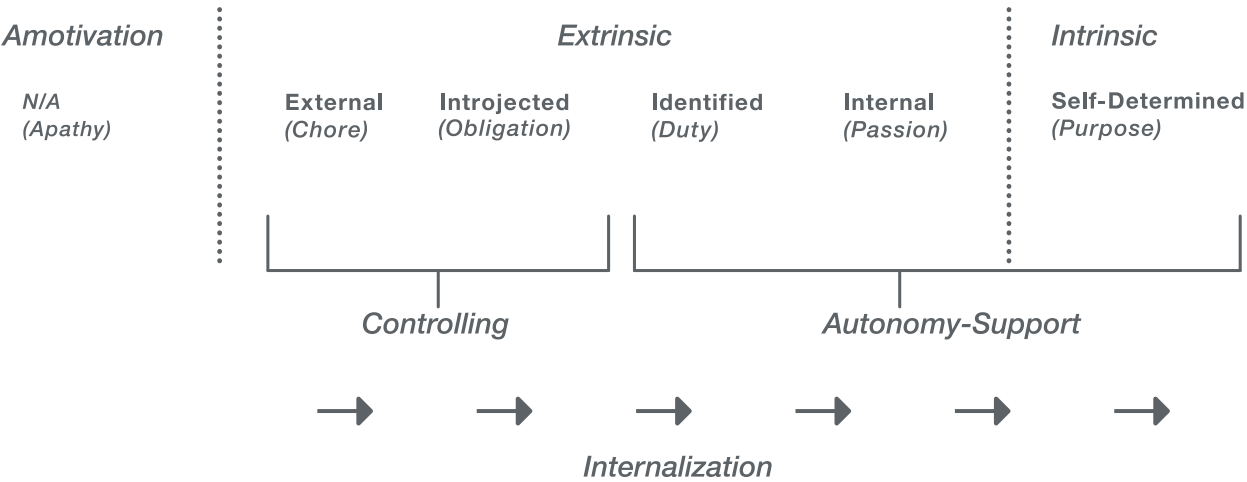 Amotivation
Extrinsic
Intrinsic
N/A
(Apathy)
External
(Chore)
Introjected
(Obligation)
Identified
(Duty)
Internal
(Passion)
Self-Determined
(Purpose)
Controlling
Autonomy-Support
Internalization